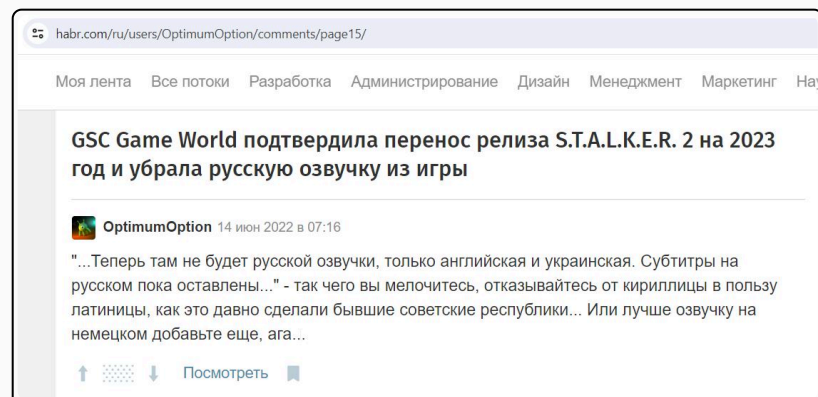 habr.com/ru/users/OptimumOption/comments/page15/
Моя лента Все потоки Разработка Администрирование Дизайн Менеджмент Маркетинг
GSC Game World подтвердила перенос релиза S.T.A.L.K.E.R. 2 на 2023
год и убрала русскую озвучку из игры
OptimumOption 14 июн 2022 в 07:16
"...Теперь там не будет русской озвучки, только английская и украинская. Субтитры на
русском пока оставлены..." - так чего вы мелочитесь, отказывайтесь от кириллицы в пользу
латиницы, как это давно сделали бывшие советские республики... Или лучше озвучку на
немецком добавьте еще, ага...
Посмотреть